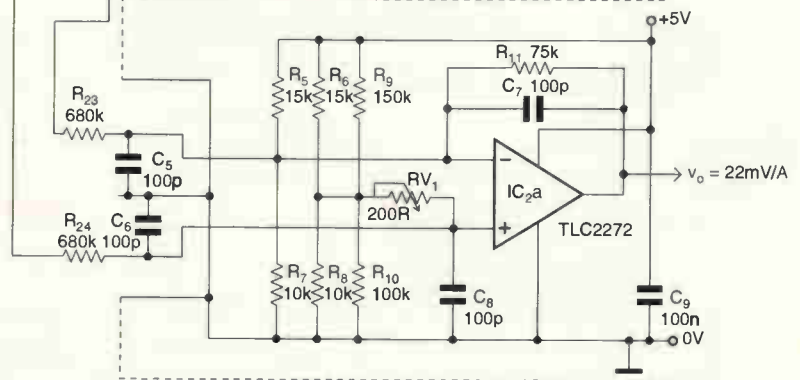 +5V
R11 75k
C7 100p
R5 15k
R6 15k
R9 150k
R23 680k
C5 100p
RV1
200R
IC2a
TLC2272
vo = 22mV/A
−
+
R24 680k
C6 100p
R7 10k
R8 10k
R10 100k
C8 100p
C9 100n
0V